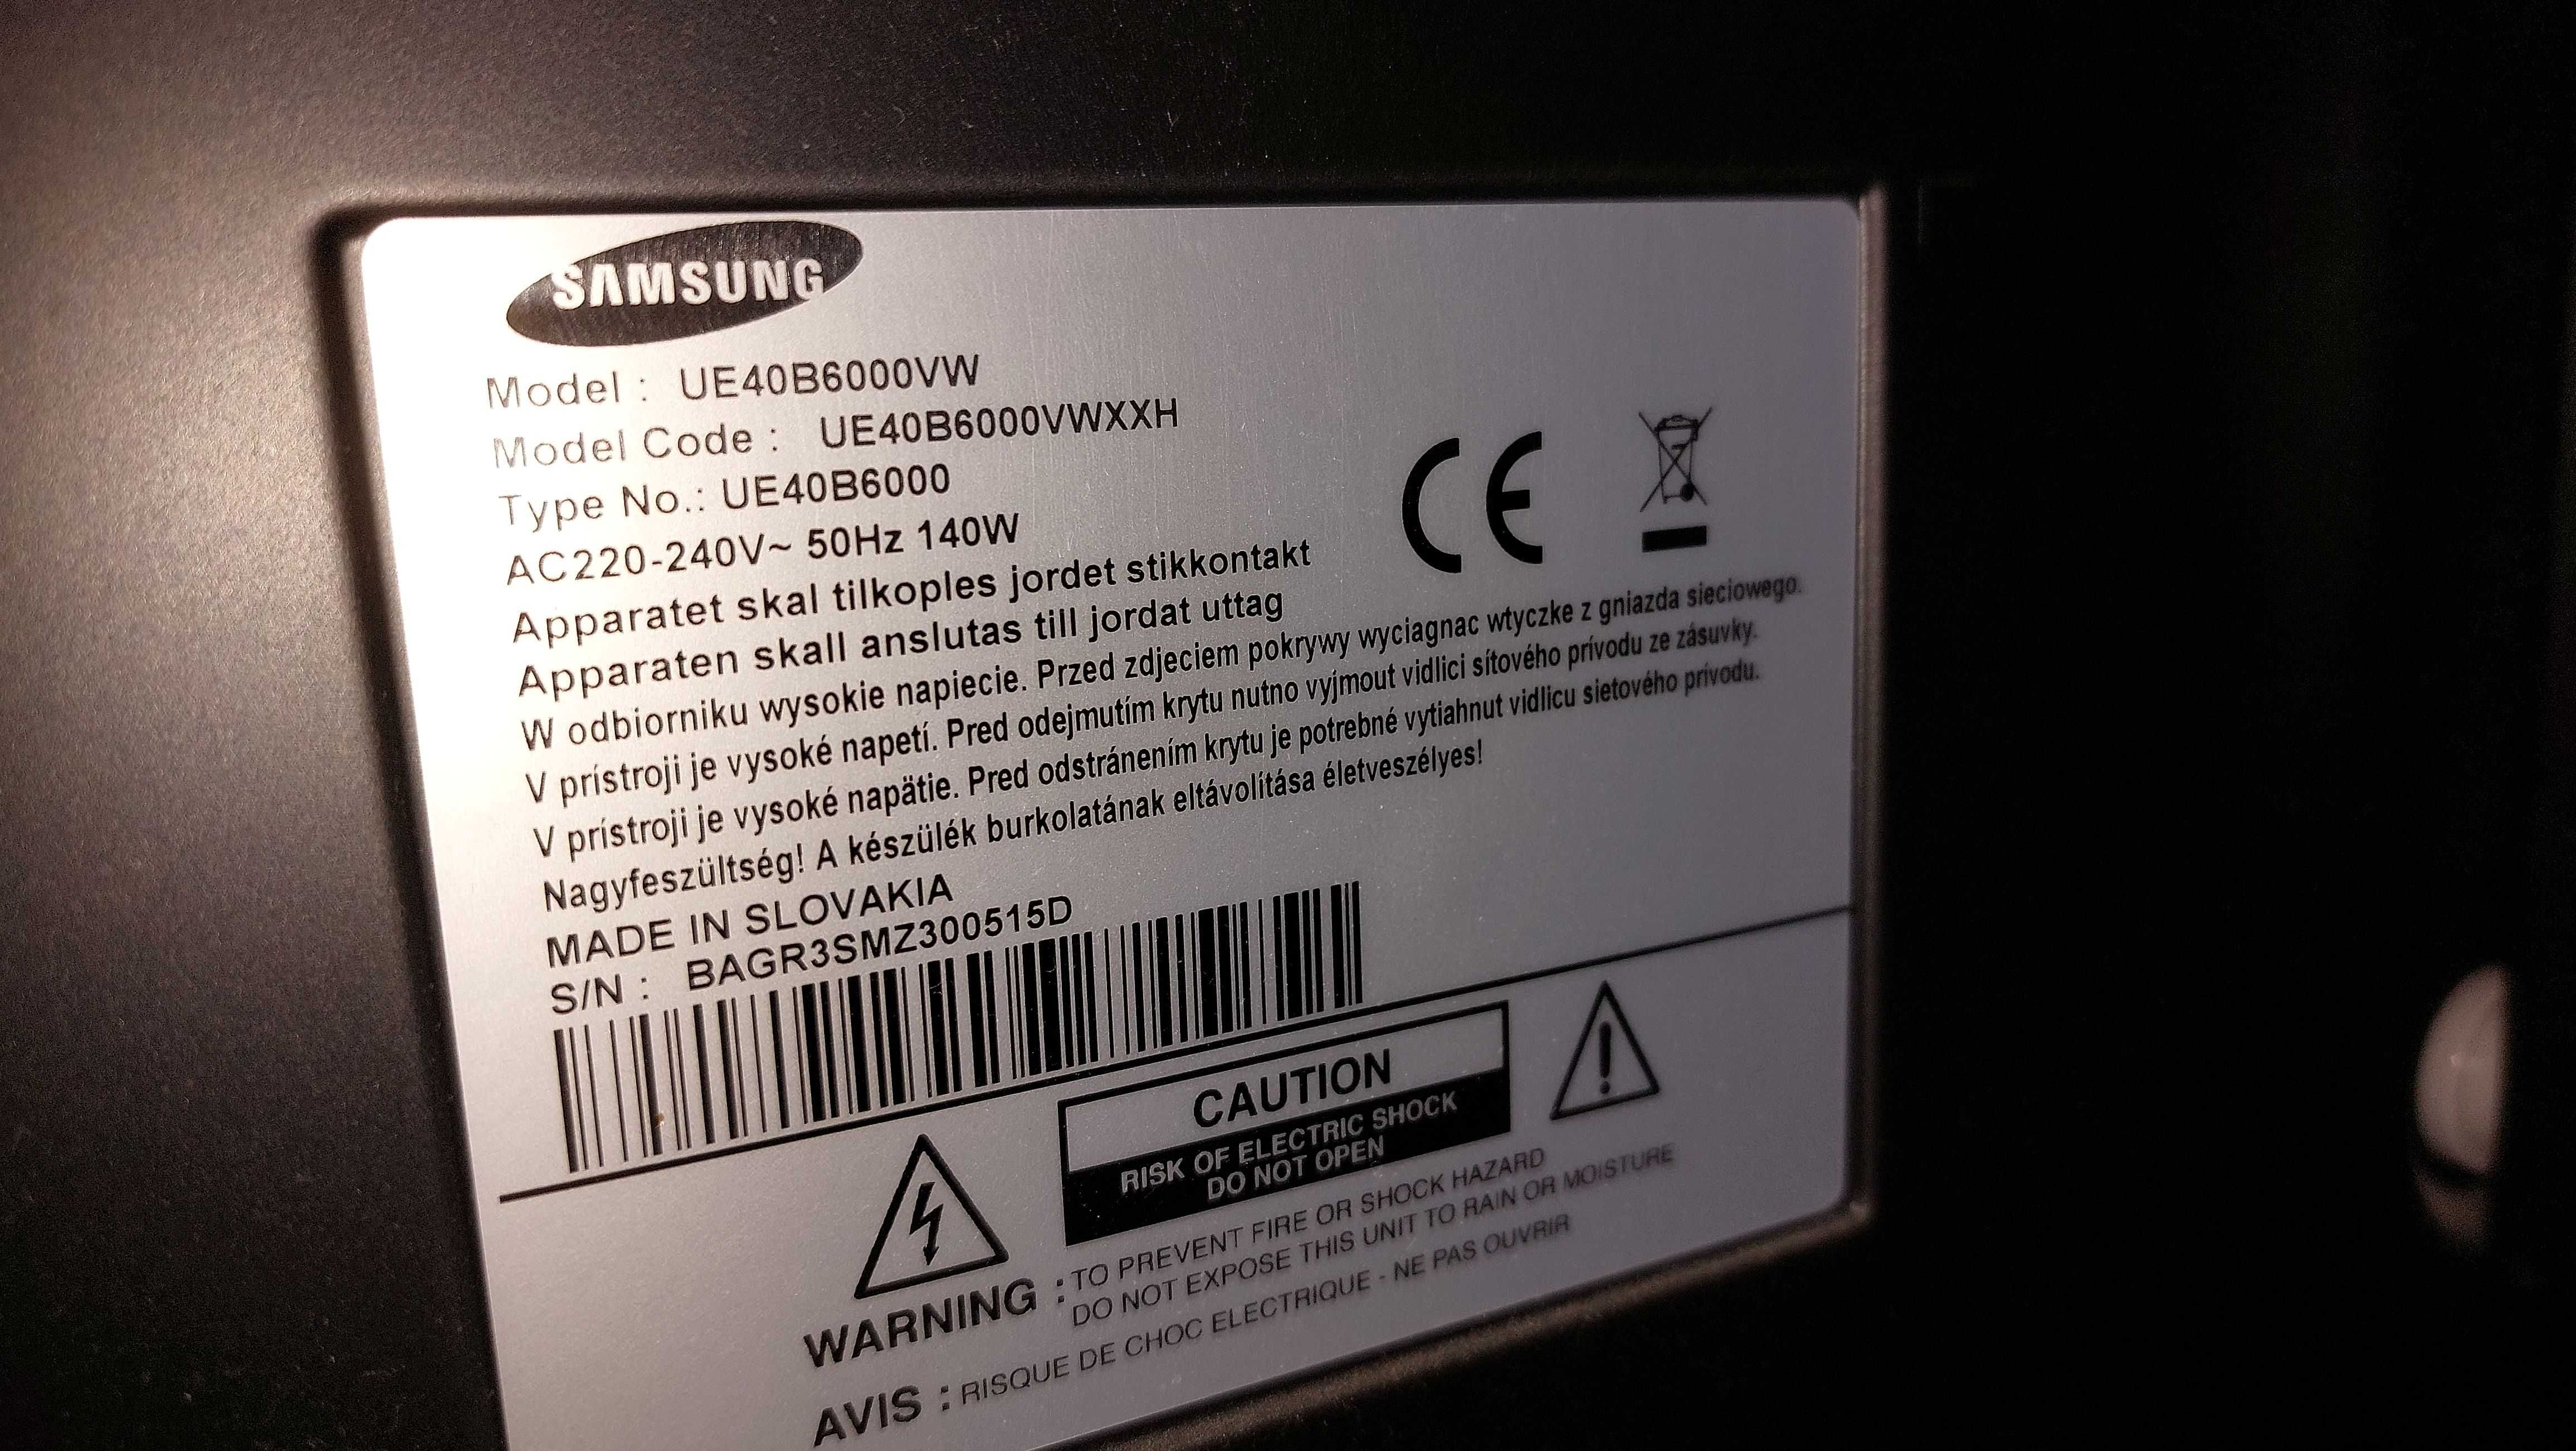 SAMSUNG
Model : UE40B6000VW
Model Code : UE40B6000VWXXH
Type No.: UE40B6000
AC220-240V~ 50Hz 140W
Apparatet skal tilkoples jordet stikkontakt
Apparaten skall anslutas till jordat uttag
W odbiorniku wysokie napiecie. Przed zdjeciem pokrywy wyciagnac wtyczke z gniazda sieciowego.
V prístroji je vysoké napetí. Pred odejmutím krytu nutno vyjmout vidlici sítového prívodu ze zásuvky.
V prístroji je vysoké napätie. Pred odstránením krytu je potrebné vytiahnut vidlicu sietového prívodu.
Nagyfeszültség! A készülék burkolatának eltávolítása életveszélyes!
MADE IN SLOVAKIA
S/N : BAGR3SMZ300515D
CE
CAUTION
RISK OF ELECTRIC SHOCK
DO NOT OPEN
WARNING : TO PREVENT FIRE OR SHOCK HAZARD
DO NOT EXPOSE THIS UNIT TO RAIN OR MOISTURE
AVIS : RISQUE DE CHOC ELECTRIQUE - NE PAS OUVRIR